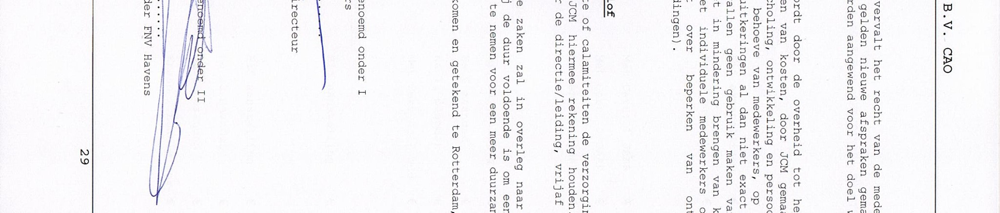 B.V. CAO
vervalt het recht van de mede
gelden nieuwe afspraken gema
rden aangewend voor het doel w
ordt door de overheid tot he
en van kosten, door JCM gemaa
choling, ontwikkeling en persoo
behoeve van medewerkers, op
uitkeringen al dan niet exact
allen geen gebruik maken va
st in mindering brengen van k
et individuele medewerkers o
over beperken van ont
dingen).
lof
te of calamiteiten de verzorgin
JCM hiermee rekening houden.
r de directie/leiding, vrijaf
e zaken zal in overleg naar
j de duur voldoende is om een
te nemen voor een meer duurzan
komen en getekend te Rotterdam,
enoemd onder I
rs
......
irecteur
enoemd onder II
......
der FNV Havens
29